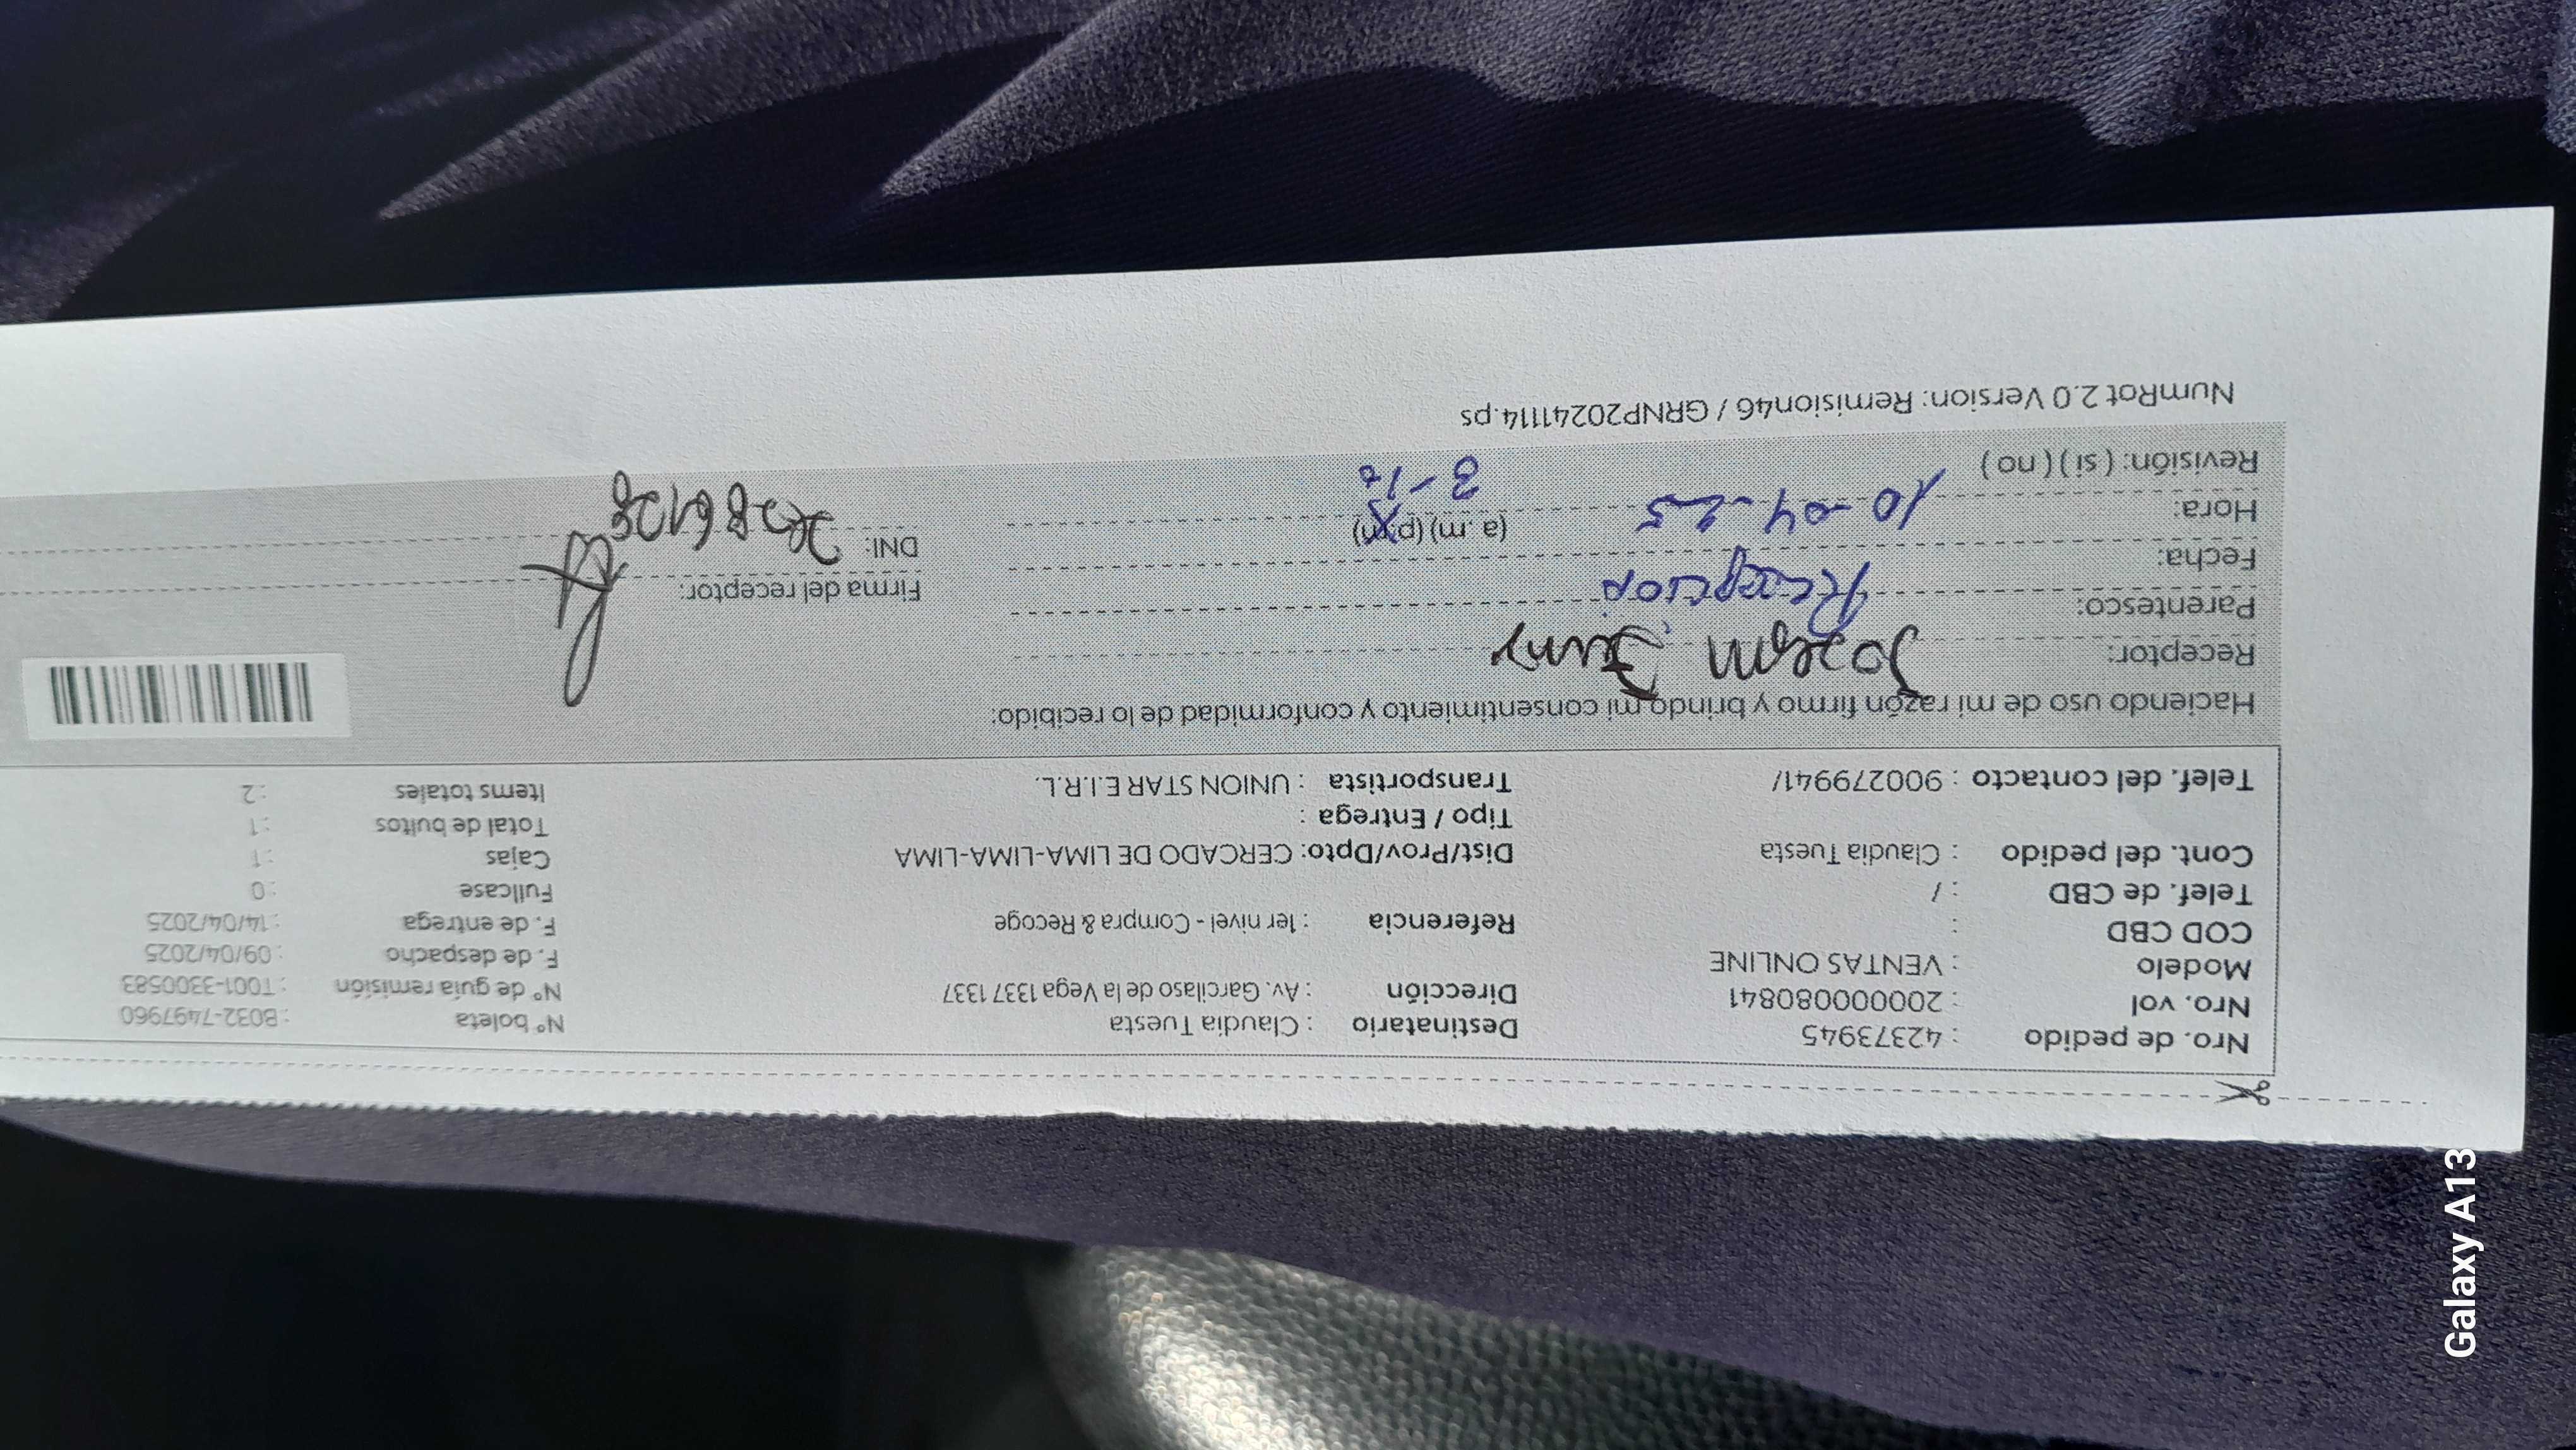 Nro. de pedido : 42373945 Destinatario : Claudia Tuesta N° boleta : B032-7497960
Nro. vol : 20000080841 Dirección : Av. Garcilaso de la Vega 1337 1337 N° de guía remisión : T001-3300583
Modelo : VENTAS ONLINE F. de despacho : 09/04/2025
COD CBD : Referencia : 1er nivel - Compra & Recoge F. de entrega : 14/04/2025
Telef. de CBD : / Fullcase : 0
Cont. del pedido : Claudia Tuesta Dist/Prov/Dpto: CERCADO DE LIMA-LIMA-LIMA Cajas : 1
Tipo / Entrega : Total de bultos : 1
Telef. del contacto : 900279941/ Transportista : UNION STAR E.I.R.L. Items totales : 2
Haciendo uso de mi razón firmo y brindo mi consentimiento y conformidad de lo recibido:
Receptor:
Parentesco: Recepcion Firma del receptor:
Fecha: DNI:
Hora: 10-04-25 (a.m) (p.m)
Revisión: ( si ) ( no ) 3-10
NumRot 2.0 Version: Remision46 / GRNP20241114.ps
Galaxy A13